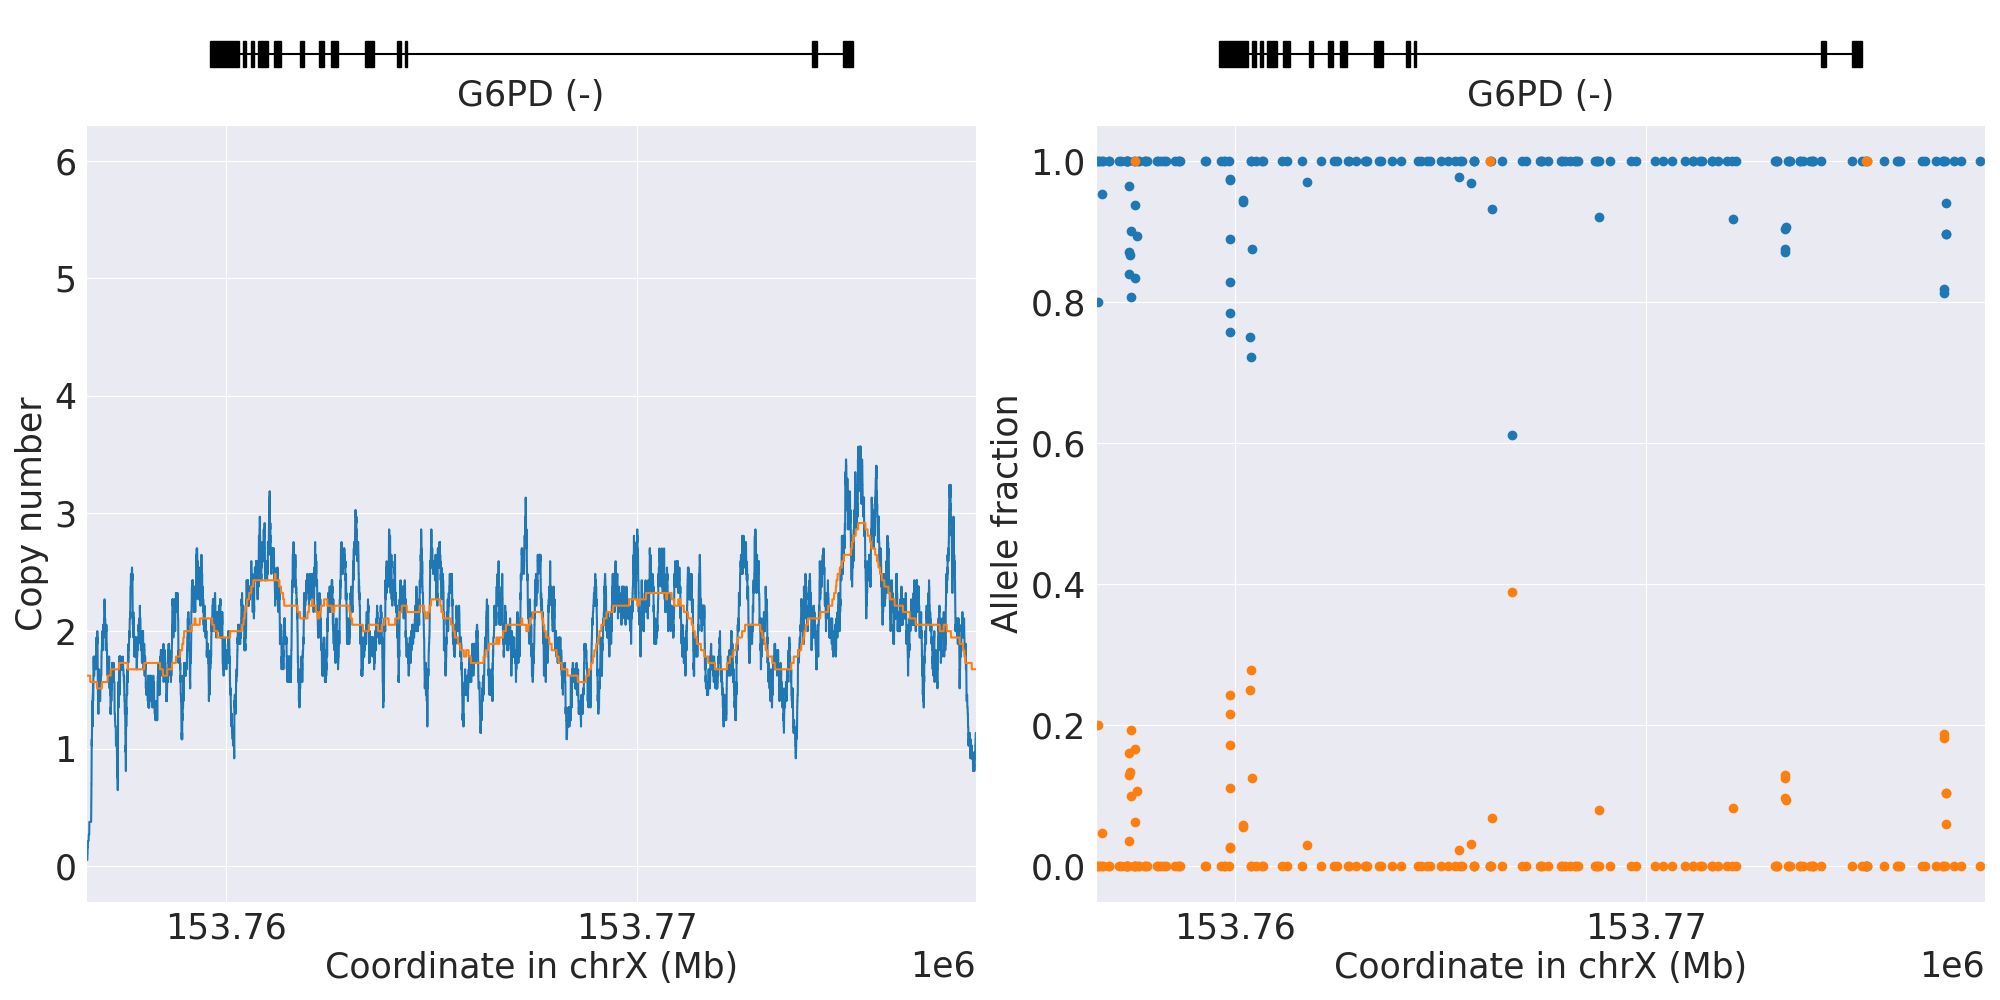 G6PD (-)
6
5
4
3
2
1
0
Copy number
153.76
153.77
Coordinate in chrX (Mb)
1e6
G6PD (-)
1.0
0.8
0.6
0.4
0.2
0.0
Allele fraction
153.76
153.77
Coordinate in chrX (Mb)
1e6